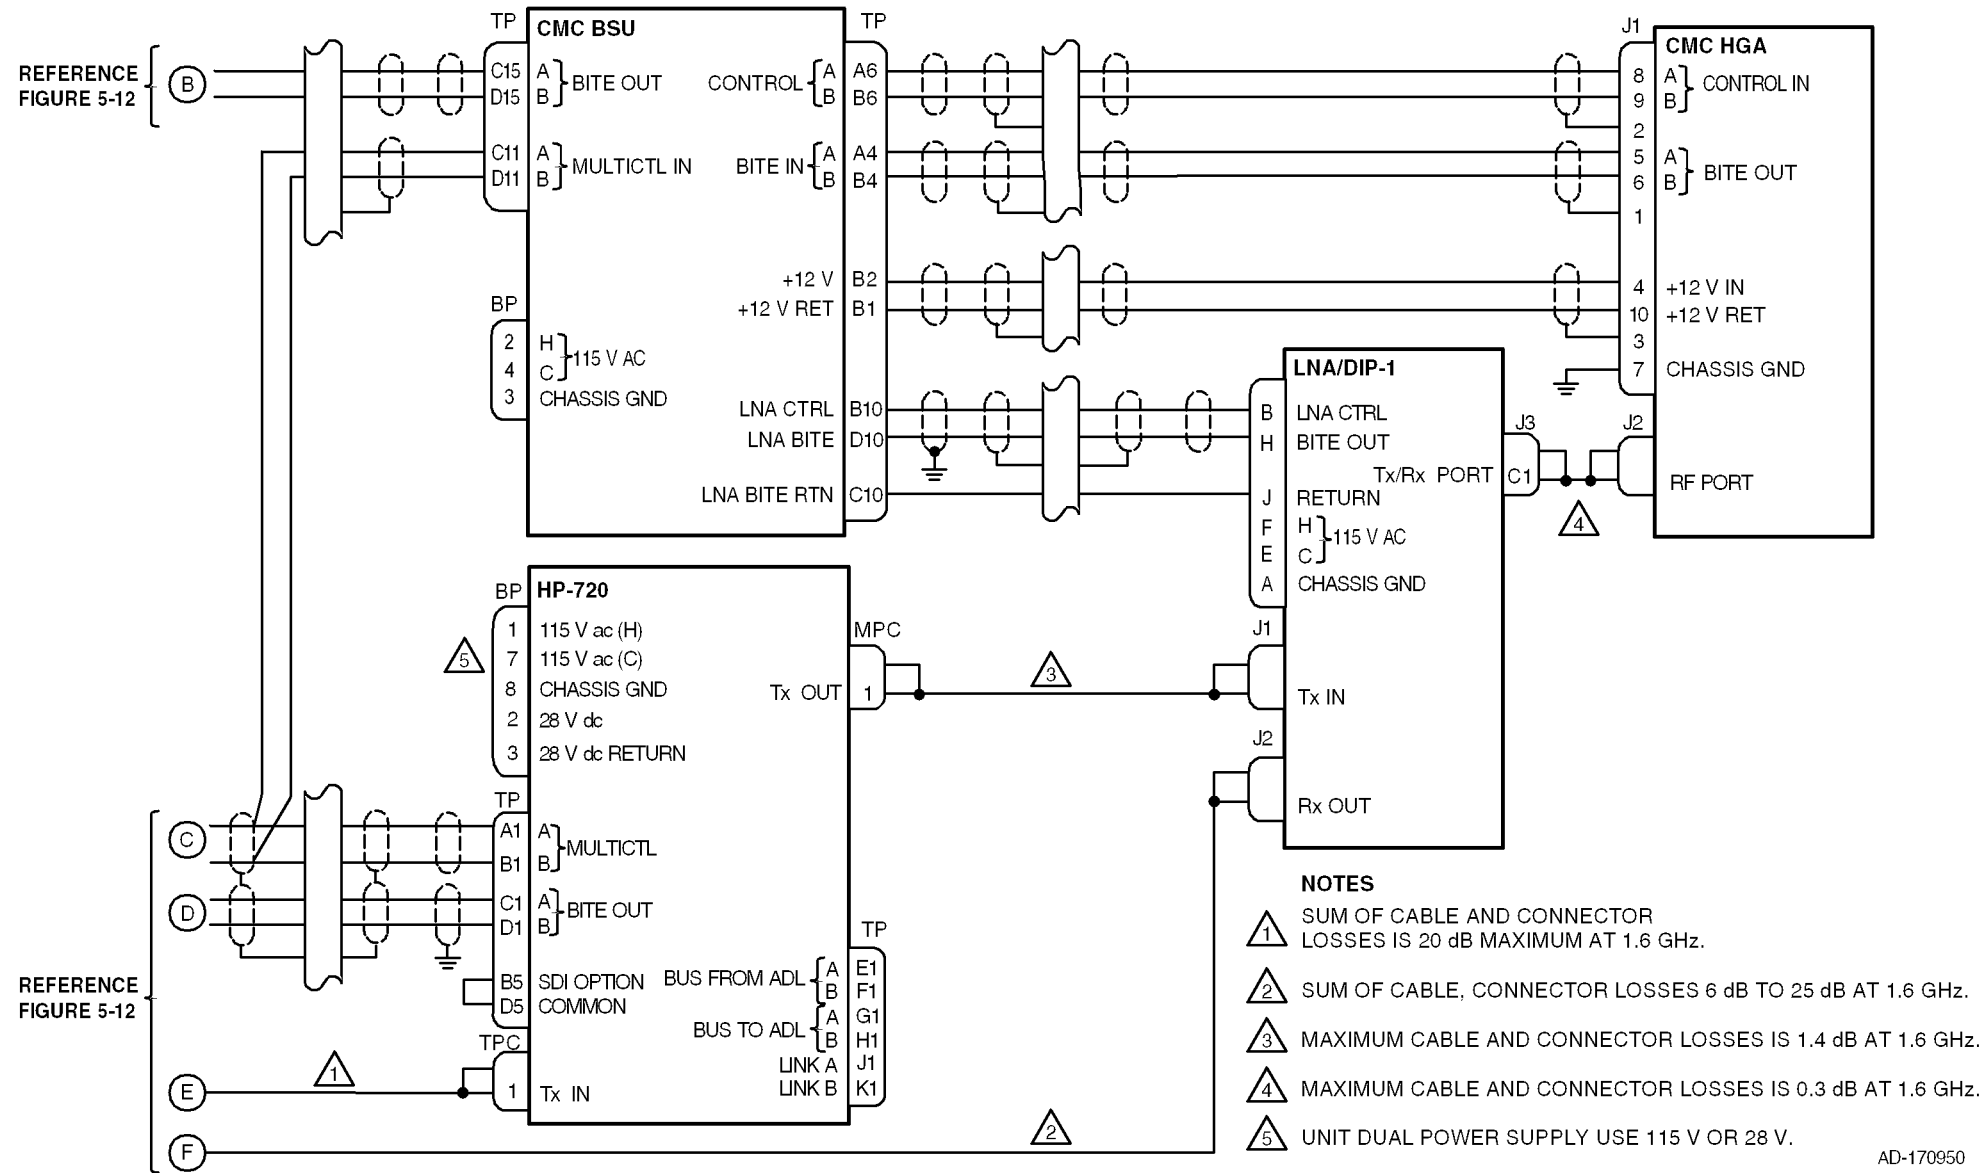 REFERENCE
FIGURE 5-12
B
TP
CMC BSU
TP
C15 A
D15 B
BITE OUT
CONTROL
A A6
B B6
C11 A
D11 B
MULTICTL IN
BITE IN
A A4
B B4
+12 V B2
+12 V RET B1
BP
2 H
4 C
115 V AC
3 CHASSIS GND
LNA CTRL B10
LNA BITE D10
LNA BITE RTN C10
J1
CMC HGA
8 A
9 B
CONTROL IN
2
5 A
6 B
BITE OUT
1
4 +12 V IN
10 +12 V RET
3
7 CHASSIS GND
J2
RF PORT
LNA/DIP-1
B LNA CTRL
H BITE OUT
J3
Tx/Rx PORT C1
J RETURN
F H
E C
115 V AC
A CHASSIS GND
4
J1
Tx IN
J2
Rx OUT
HP-720
BP
5
1 115 V ac (H)
7 115 V ac (C)
8 CHASSIS GND
2 28 V dc
3 28 V dc RETURN
MPC
Tx OUT 1
3
TP
A1 A
B1 B
MULTICTL
C1 A
D1 B
BITE OUT
B5 SDI OPTION
D5 COMMON
TPC
1 Tx IN
TP
BUS FROM ADL
A E1
B F1
BUS TO ADL
A G1
B H1
LINK A J1
LINK B K1
C
D
REFERENCE
FIGURE 5-12
E
1
F
2
NOTES
1 SUM OF CABLE AND CONNECTOR
LOSSES IS 20 dB MAXIMUM AT 1.6 GHz.
2 SUM OF CABLE, CONNECTOR LOSSES 6 dB TO 25 dB AT 1.6 GHz.
3 MAXIMUM CABLE AND CONNECTOR LOSSES IS 1.4 dB AT 1.6 GHz.
4 MAXIMUM CABLE AND CONNECTOR LOSSES IS 0.3 dB AT 1.6 GHz.
5 UNIT DUAL POWER SUPPLY USE 115 V OR 28 V.
AD-170950